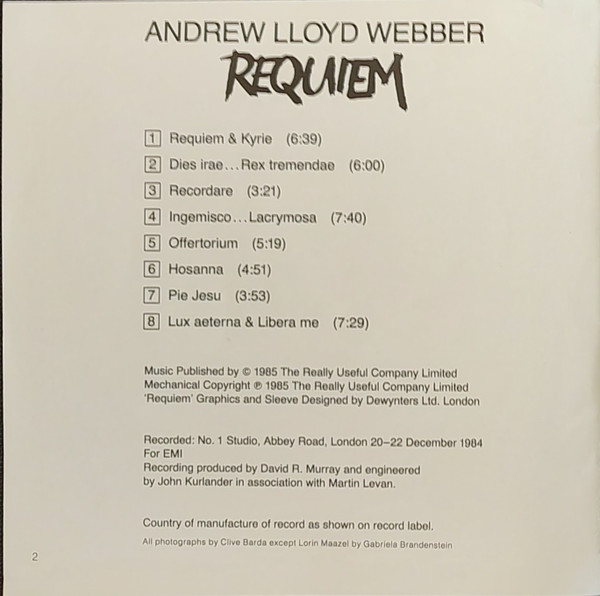 ANDREW LLOYD WEBBER
REQUIEM
1 Requiem & Kyrie (6:39)
2 Dies irae...Rex tremendae (6:00)
3 Recordare (3:21)
4 Ingemisco...Lacrymosa (7:40)
5 Offertorium (5:19)
6 Hosanna (4:51)
7 Pie Jesu (3:53)
8 Lux aeterna & Libera me (7:29)
Music Published by © 1985 The Really Useful Company Limited
Mechanical Copyright ℗ 1985 The Really Useful Company Limited
'Requiem' Graphics and Sleeve Designed by Dewynters Ltd. London
Recorded: No. 1 Studio, Abbey Road, London 20–22 December 1984
For EMI
Recording produced by David R. Murray and engineered
by John Kurlander in association with Martin Levan.
Country of manufacture of record as shown on record label.
All photographs by Clive Barda except Lorin Maazel by Gabriela Brandenstein
2